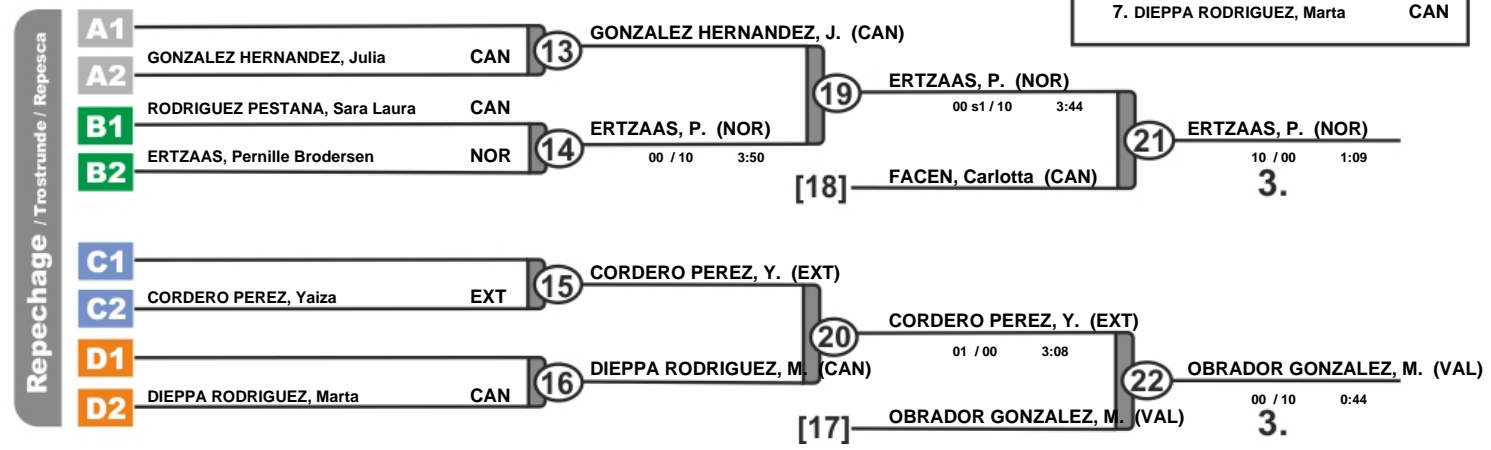 7. DIEPPA RODRIGUEZ, Marta CAN
Repechage / Trostrunde / Repesca
A1
GONZALEZ HERNANDEZ, Julia CAN
A2
13
GONZALEZ HERNANDEZ, J. (CAN)
RODRIGUEZ PESTANA, Sara Laura CAN
B1
ERTZAAS, Pernille Brodersen NOR
B2
14
ERTZAAS, P. (NOR)
00 / 10 3:50
19
ERTZAAS, P. (NOR)
00 s1 / 10 3:44
[18]
FACEN, Carlotta (CAN)
21
ERTZAAS, P. (NOR)
10 / 00 1:09
3.
C1
C2
CORDERO PEREZ, Yaiza EXT
15
CORDERO PEREZ, Y. (EXT)
D1
D2
DIEPPA RODRIGUEZ, Marta CAN
16
DIEPPA RODRIGUEZ, M. (CAN)
20
CORDERO PEREZ, Y. (EXT)
01 / 00 3:08
[17]
OBRADOR GONZALEZ, M. (VAL)
22
OBRADOR GONZALEZ, M. (VAL)
00 / 10 0:44
3.